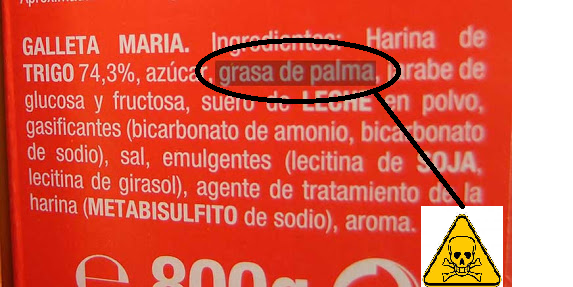 GALLETA MARIA. Ingredientes: Harina de
TRIGO 74,3%, azúcar, grasa de palma, jarabe de
glucosa y fructosa, suero de LECHE en polvo,
gasificantes (bicarbonato de amonio, bicarbonato
de sodio), sal, emulgentes (lecitina de SOJA,
lecitina de girasol), agente de tratamiento de la
harina (METABISULFITO de sodio), aroma.
℮ 800g